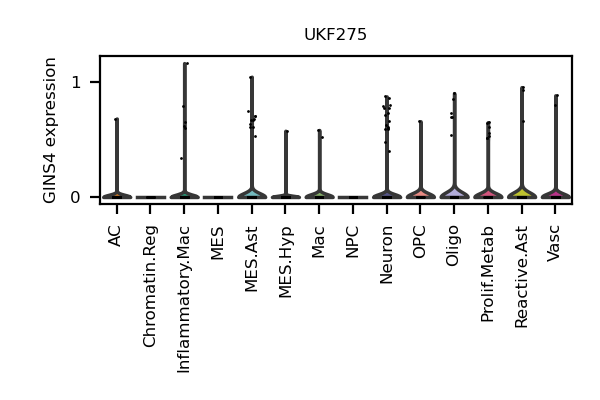 UKF275
GINS4 expression
1
0
AC
Chromatin.Reg
Inflammatory.Mac
MES
MES.Ast
MES.Hyp
Mac
NPC
Neuron
OPC
Oligo
Prolif.Metab
Reactive.Ast
Vasc